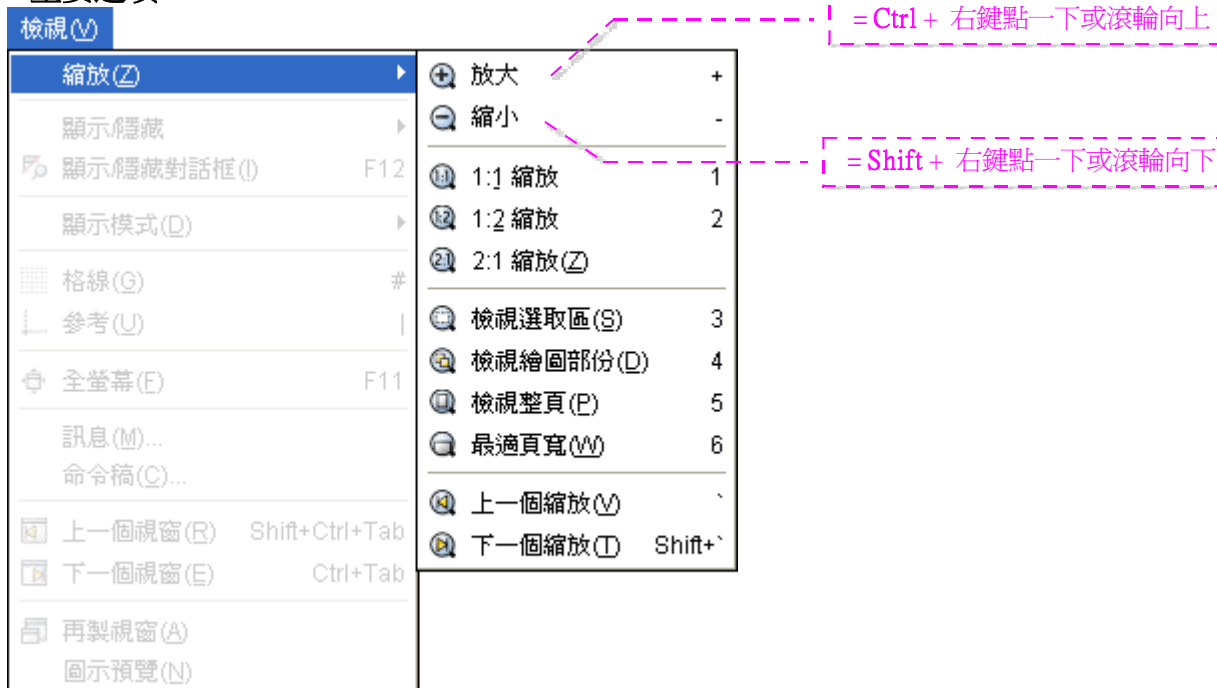 檢視(V)
縮放(Z)
顯示/隱藏
顯示/隱藏對話框(I) F12
顯示模式(D)
格線(G) #
參考(U) |
全螢幕(F) F11
訊息(M)...
命令稿(C)...
上一個視窗(R) Shift+Ctrl+Tab
下一個視窗(E) Ctrl+Tab
再製視窗(A)
圖示預覽(N)
放大 +
縮小 -
1:1 縮放 1
1:2 縮放 2
2:1 縮放(Z)
檢視選取區(S) 3
檢視繪圖部份(D) 4
檢視整頁(P) 5
最適頁寬(W) 6
上一個縮放(V) `
下一個縮放(T) Shift+`
=Ctrl + 右鍵點一下或滾輪向上
=Shift + 右鍵點一下或滾輪向下